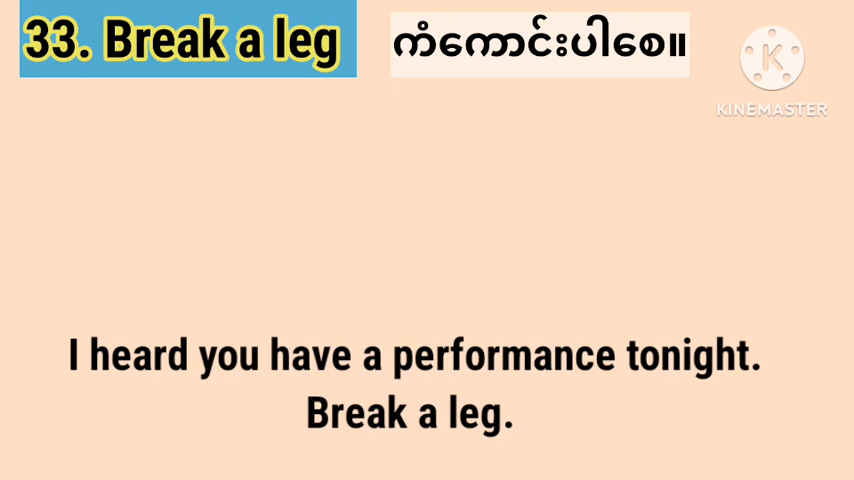 33. Break a leg
ကံကောင်းပါစေ။
K
KINEMASTER
I heard you have a performance tonight.
Break a leg.